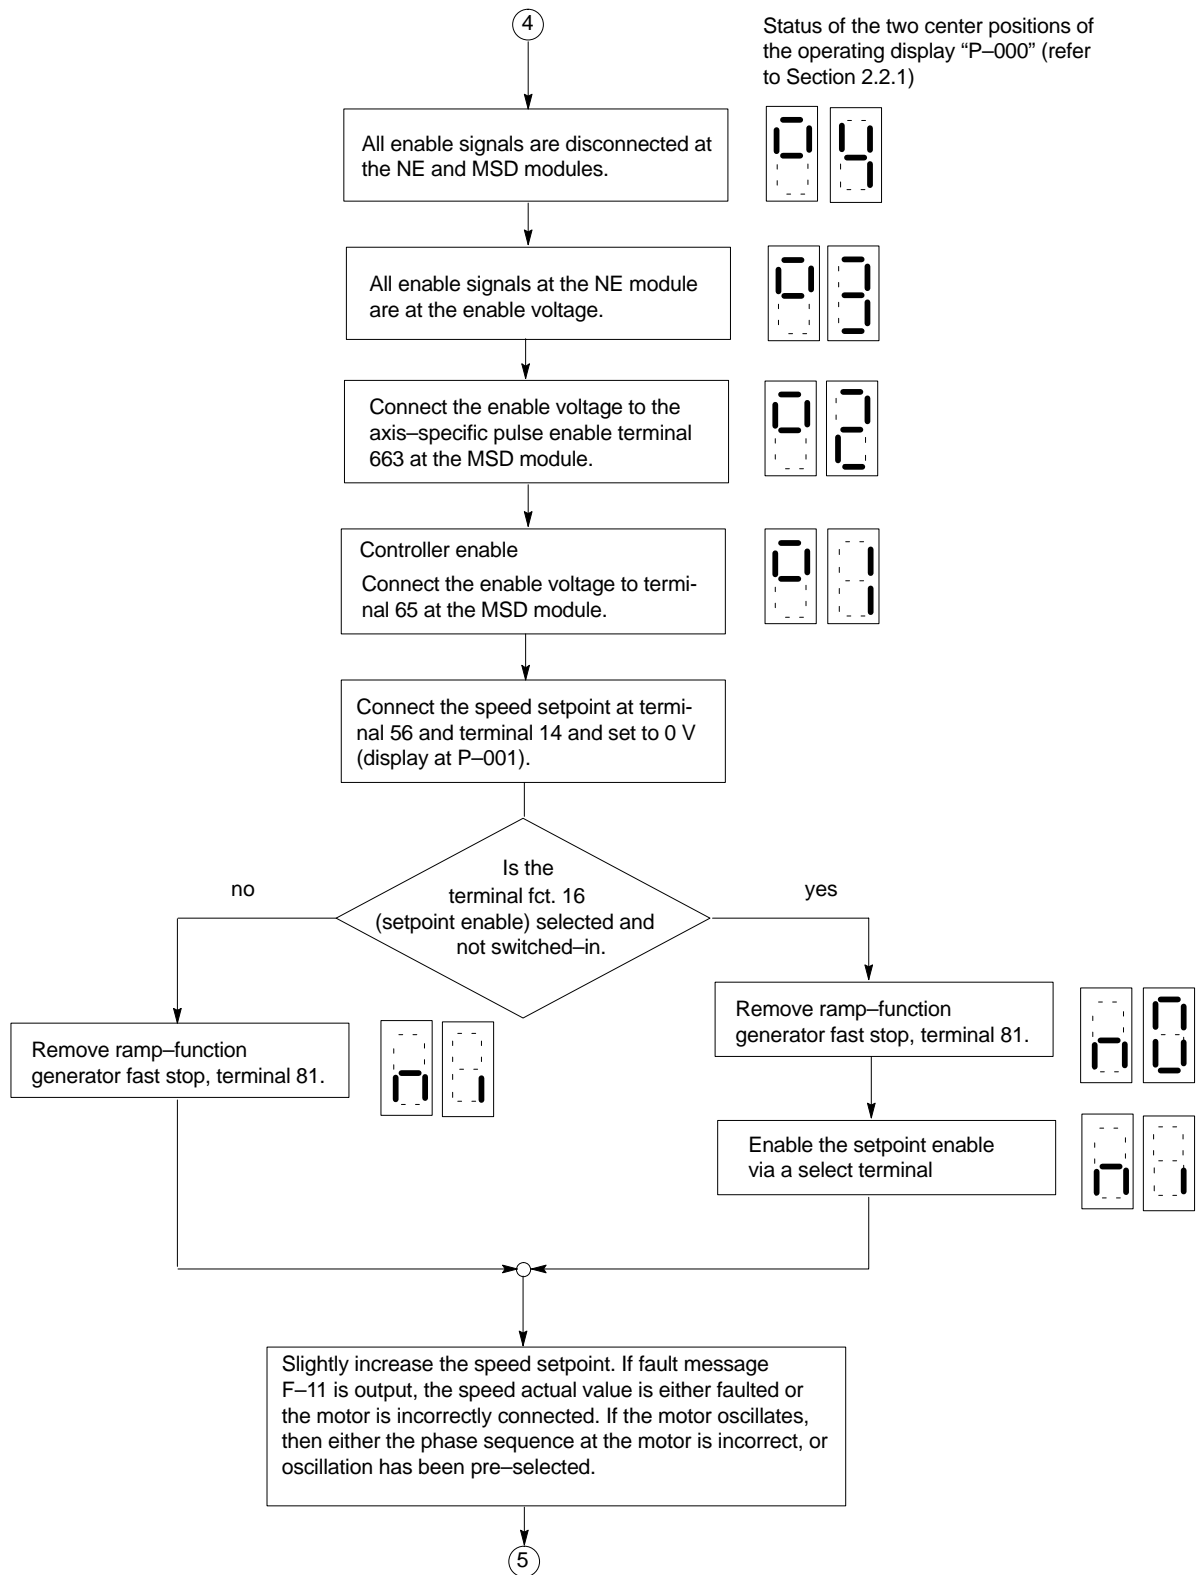 4
Status of the two center positions of
the operating display “P–000” (refer
to Section 2.2.1)
All enable signals are disconnected at
the NE and MSD modules.
All enable signals at the NE module
are at the enable voltage.
Connect the enable voltage to the
axis–specific pulse enable terminal
663 at the MSD module.
Controller enable
Connect the enable voltage to termi-
nal 65 at the MSD module.
Connect the speed setpoint at termi-
nal 56 and terminal 14 and set to 0 V
(display at P–001).
Is the
terminal fct. 16
(setpoint enable) selected and
not switched–in.
no
yes
Remove ramp–function
generator fast stop, terminal 81.
Remove ramp–function
generator fast stop, terminal 81.
Enable the setpoint enable
via a select terminal
Slightly increase the speed setpoint. If fault message
F–11 is output, the speed actual value is either faulted or
the motor is incorrectly connected. If the motor oscillates,
then either the phase sequence at the motor is incorrect, or
oscillation has been pre–selected.
5